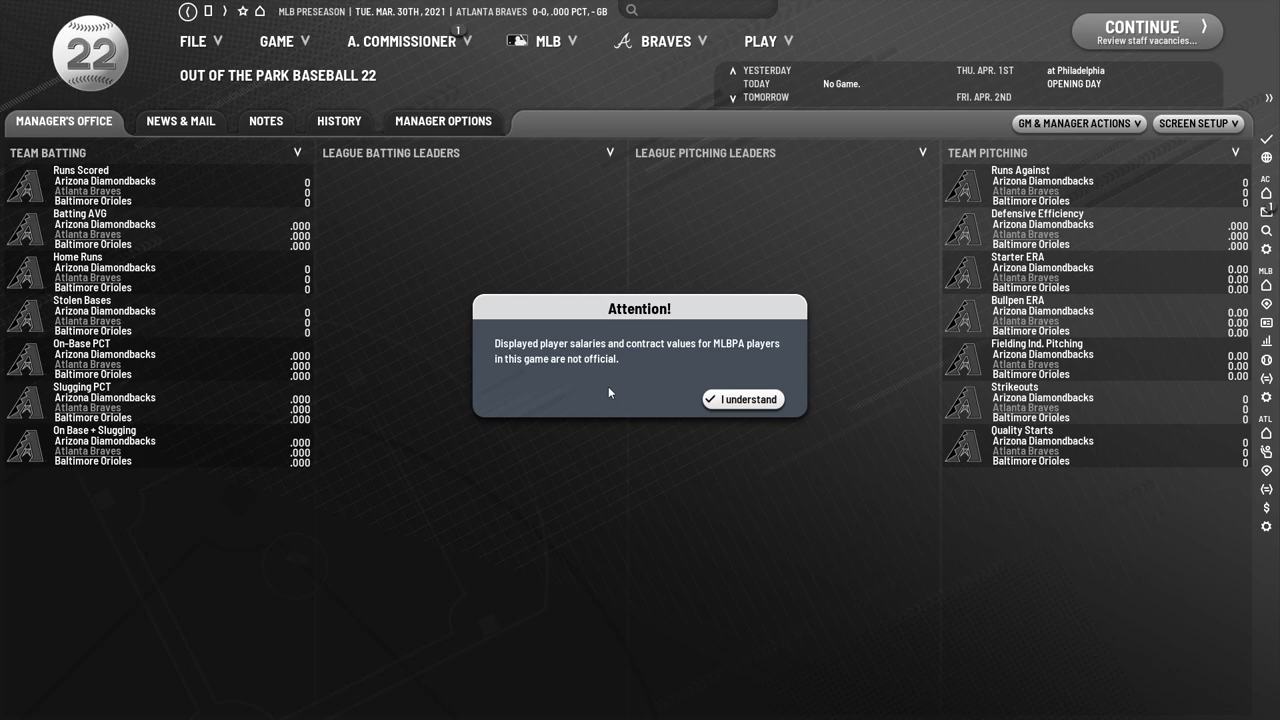 MLB PRESEASON | TUE. MAR. 30TH, 2021 | ATLANTA BRAVES 0-0, .000 PCT, - GB
22
FILE GAME A. COMMISSIONER 1 MLB BRAVES PLAY
CONTINUE
Review staff vacancies...
OUT OF THE PARK BASEBALL 22
YESTERDAY THU. APR. 1ST at Philadelphia
TODAY No Game. OPENING DAY
TOMORROW FRI. APR. 2ND
MANAGER'S OFFICE NEWS & MAIL NOTES HISTORY MANAGER OPTIONS GM & MANAGER ACTIONS SCREEN SETUP
TEAM BATTING
Runs Scored
Arizona Diamondbacks 0
Atlanta Braves 0
Baltimore Orioles 0
Batting AVG
Arizona Diamondbacks .000
Atlanta Braves .000
Baltimore Orioles .000
Home Runs
Arizona Diamondbacks 0
Atlanta Braves 0
Baltimore Orioles 0
Stolen Bases
Arizona Diamondbacks 0
Atlanta Braves 0
Baltimore Orioles 0
On-Base PCT
Arizona Diamondbacks .000
Atlanta Braves .000
Baltimore Orioles .000
Slugging PCT
Arizona Diamondbacks .000
Atlanta Braves .000
Baltimore Orioles .000
On Base + Slugging
Arizona Diamondbacks .000
Atlanta Braves .000
Baltimore Orioles .000
LEAGUE BATTING LEADERS
LEAGUE PITCHING LEADERS
Attention!
Displayed player salaries and contract values for MLBPA players
in this game are not official.
I understand
TEAM PITCHING
Runs Against
Arizona Diamondbacks 0
Atlanta Braves 0
Baltimore Orioles 0
Defensive Efficiency
Arizona Diamondbacks .000
Atlanta Braves .000
Baltimore Orioles .000
Starter ERA
Arizona Diamondbacks 0.00
Atlanta Braves 0.00
Baltimore Orioles 0.00
Bullpen ERA
Arizona Diamondbacks 0.00
Atlanta Braves 0.00
Baltimore Orioles 0.00
Fielding Ind. Pitching
Arizona Diamondbacks 0.00
Atlanta Braves 0.00
Baltimore Orioles 0.00
Strikeouts
Arizona Diamondbacks 0
Atlanta Braves 0
Baltimore Orioles 0
Quality Starts
Arizona Diamondbacks 0
Atlanta Braves 0
Baltimore Orioles 0
AC
1
MLB
ATL
$